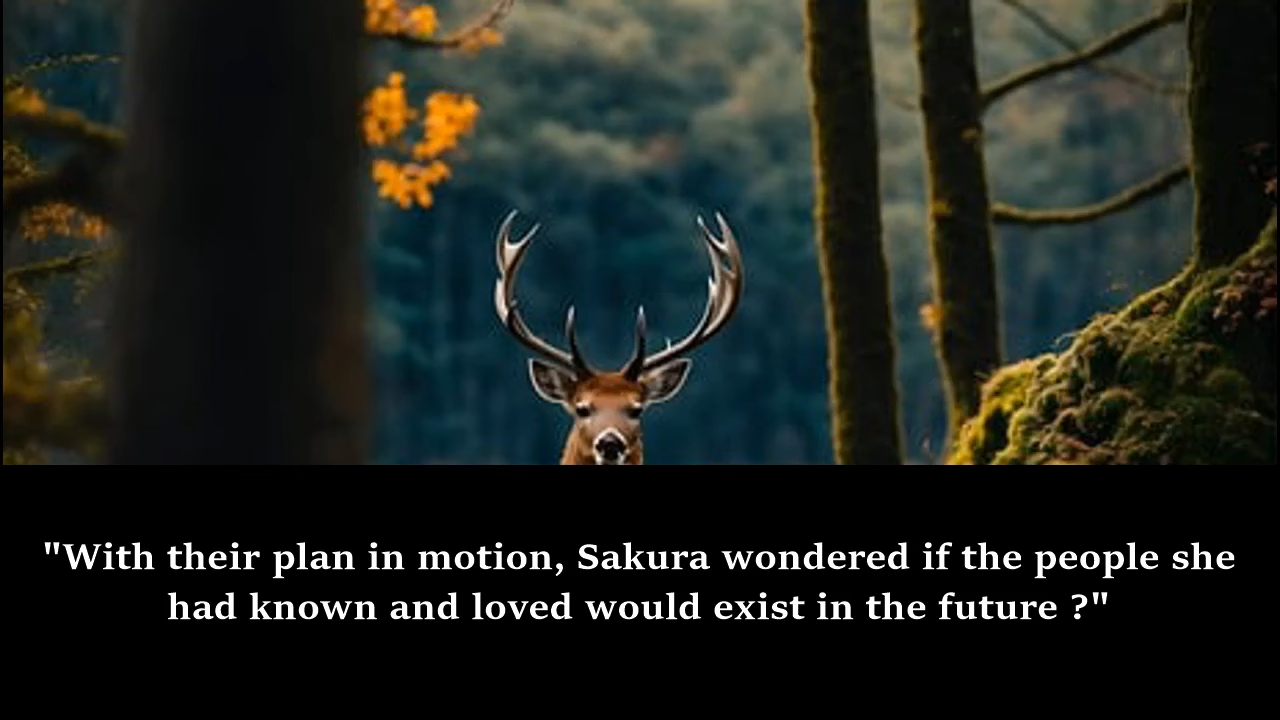 "With their plan in motion, Sakura wondered if the people she
had known and loved would exist in the future ?"